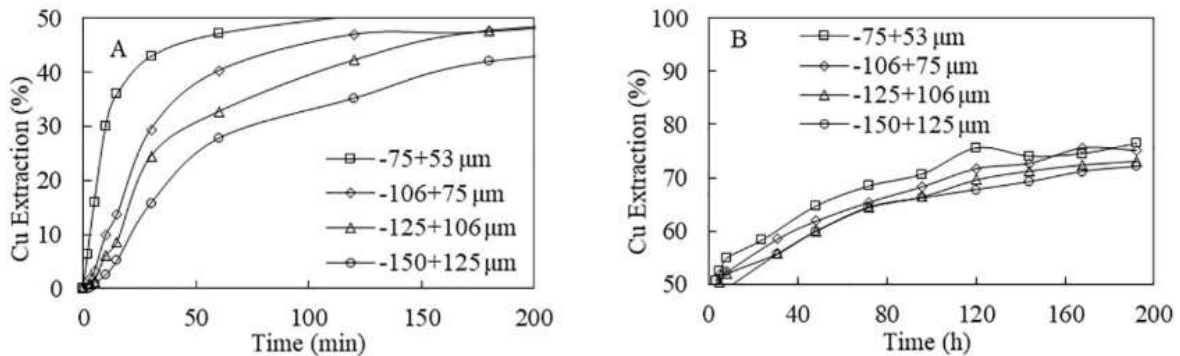 50
40
30
20
10
0
Cu Extraction (%)
A
-75+53 μm
-106+75 μm
-125+106 μm
-150+125 μm
0 50 100 150 200
Time (min)
100
90
80
70
60
50
Cu Extraction (%)
B
-75+53 μm
-106+75 μm
-125+106 μm
-150+125 μm
0 40 80 120 160 200
Time (h)